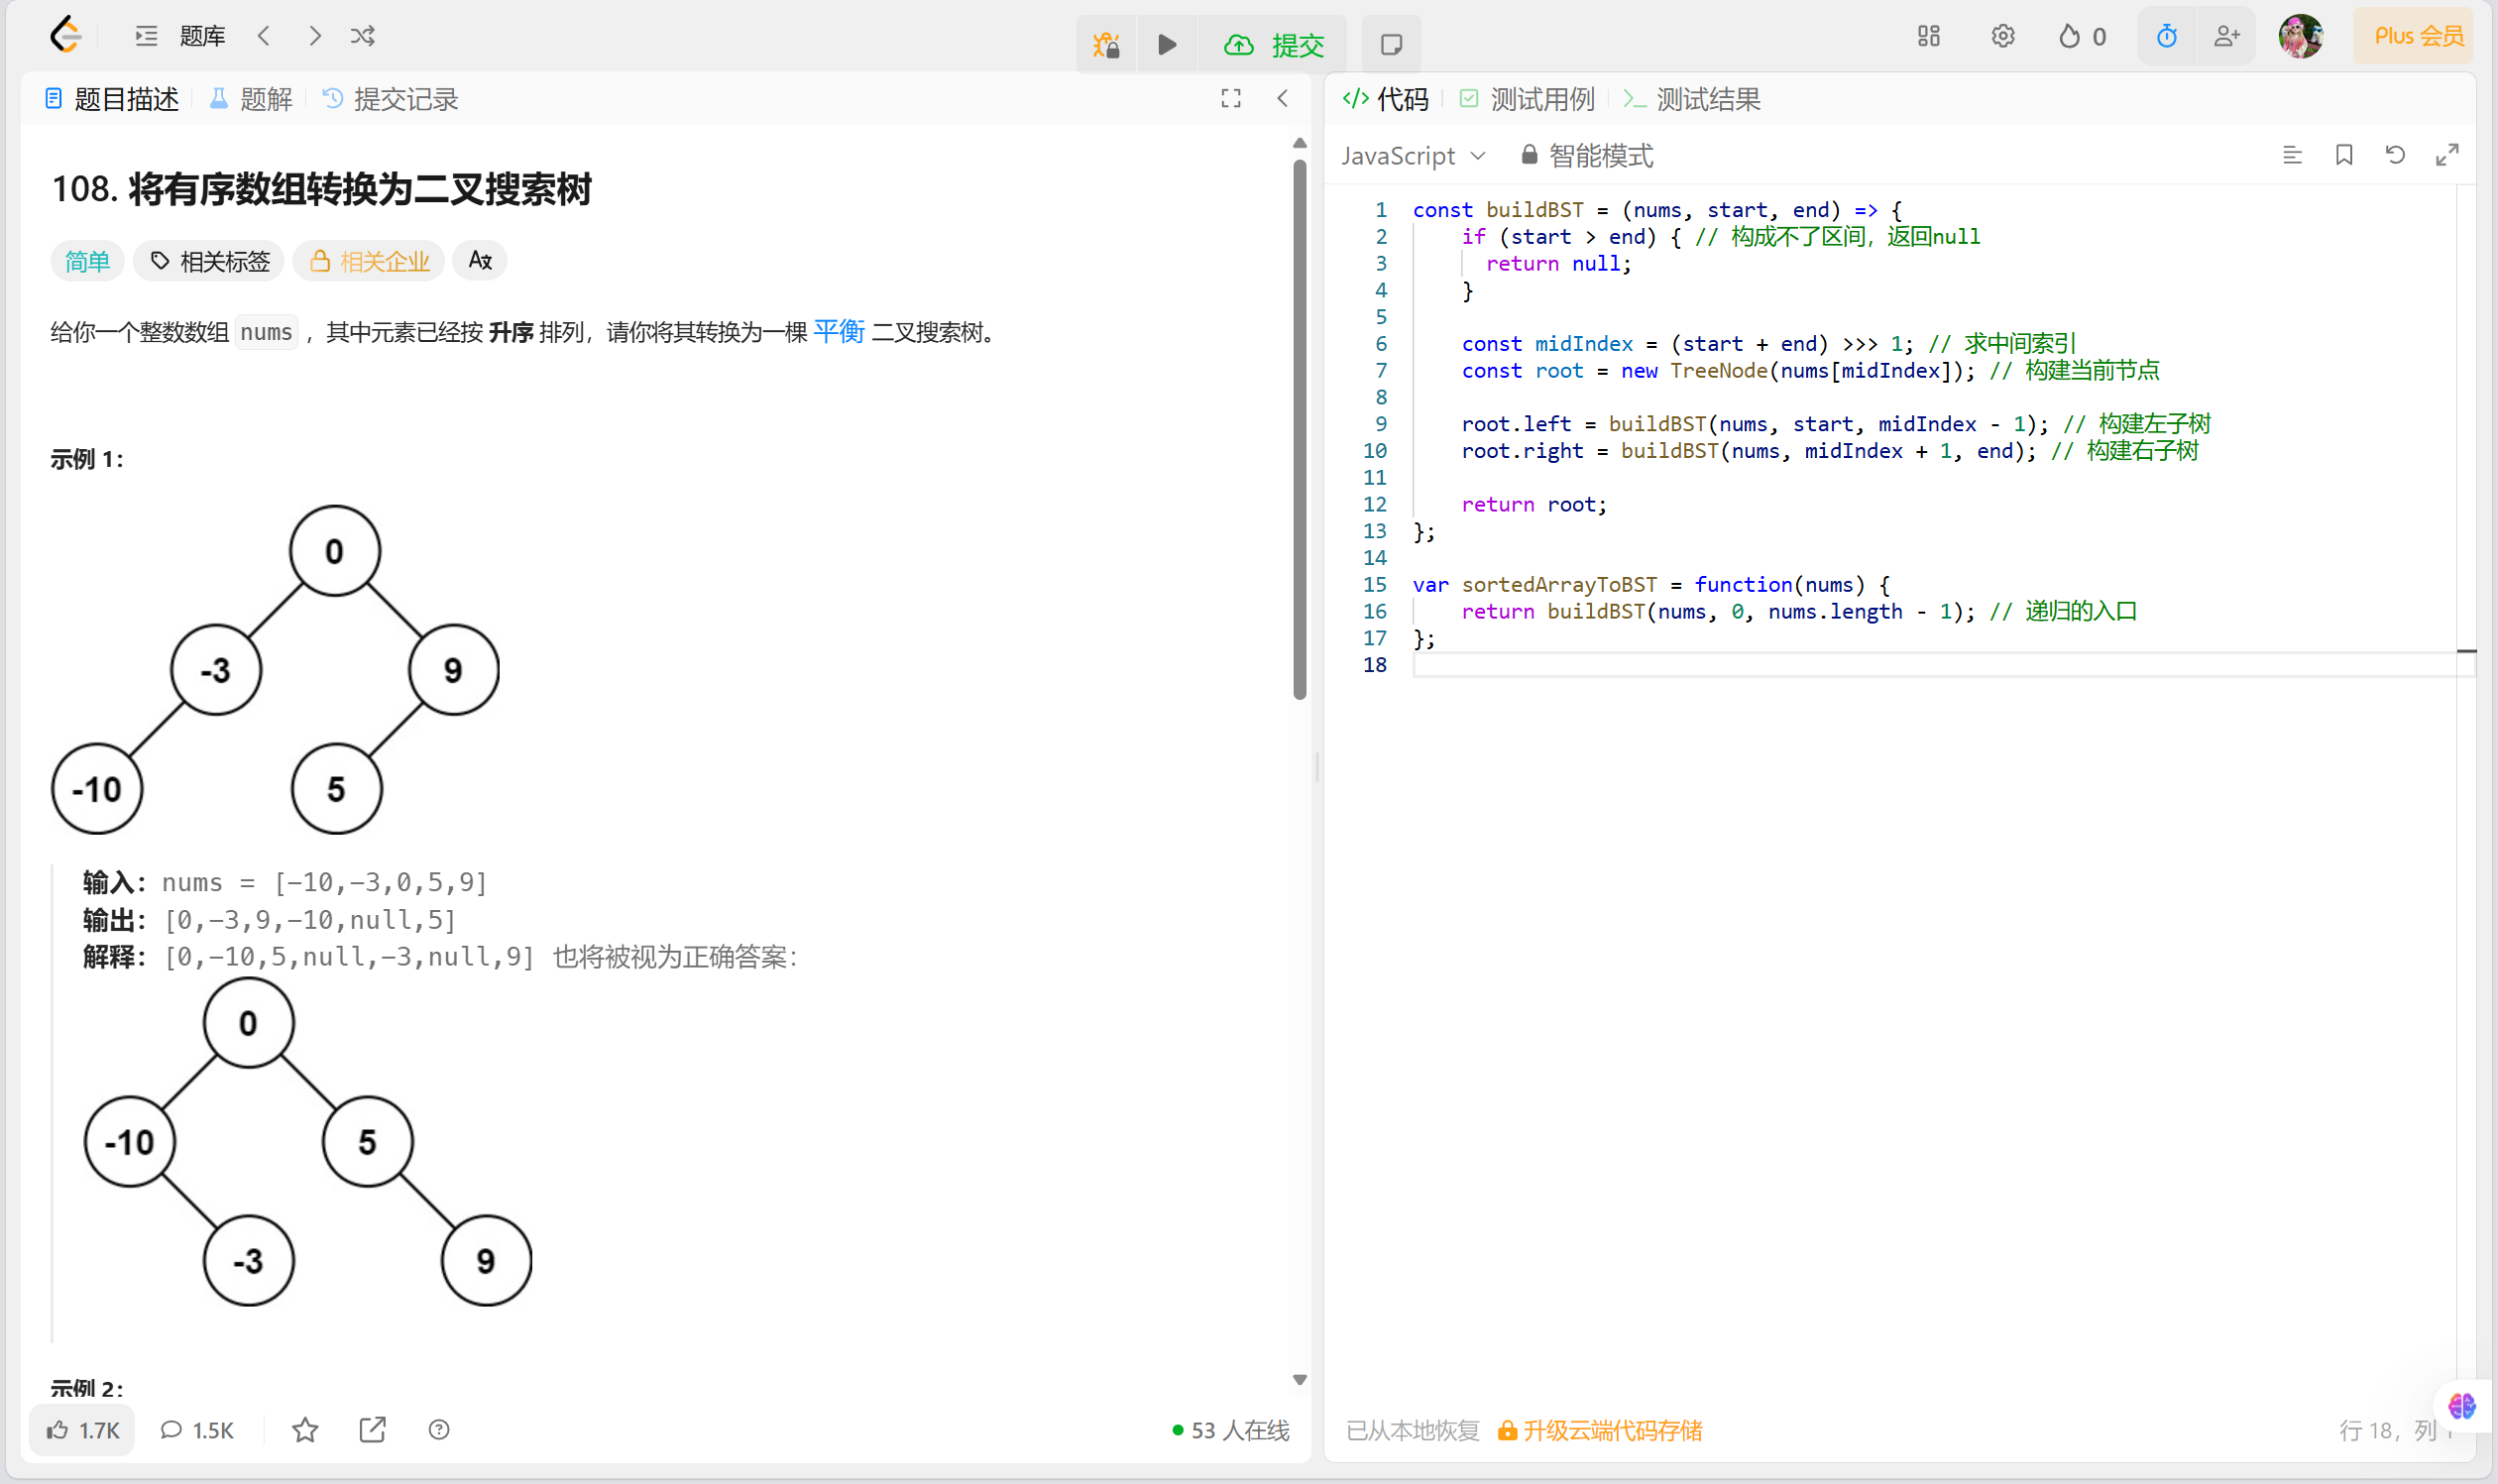 题库
提交
0
Plus 会员
题目描述
题解
提交记录
108. 将有序数组转换为二叉搜索树
简单
相关标签
相关企业
给你一个整数数组 nums ，其中元素已经按 升序 排列，请你将其转换为一棵 平衡 二叉搜索树。
示例 1：
0
-3
9
-10
5
输入：nums = [-10,-3,0,5,9]
输出：[0,-3,9,-10,null,5]
解释：[0,-10,5,null,-3,null,9] 也将被视为正确答案：
0
-10
5
-3
9
示例 2：
1.7K
1.5K
53 人在线
</> 代码
测试用例
测试结果
JavaScript
智能模式
1 const buildBST = (nums, start, end) => {
2 if (start > end) { // 构成不了区间，返回null
3 return null;
4 }
5
6 const midIndex = (start + end) >>> 1; // 求中间索引
7 const root = new TreeNode(nums[midIndex]); // 构建当前节点
8
9 root.left = buildBST(nums, start, midIndex - 1); // 构建左子树
10 root.right = buildBST(nums, midIndex + 1, end); // 构建右子树
11
12 return root;
13 };
14
15 var sortedArrayToBST = function(nums) {
16 return buildBST(nums, 0, nums.length - 1); // 递归的入口
17 };
18
已从本地恢复
升级云端代码存储
行 18，列